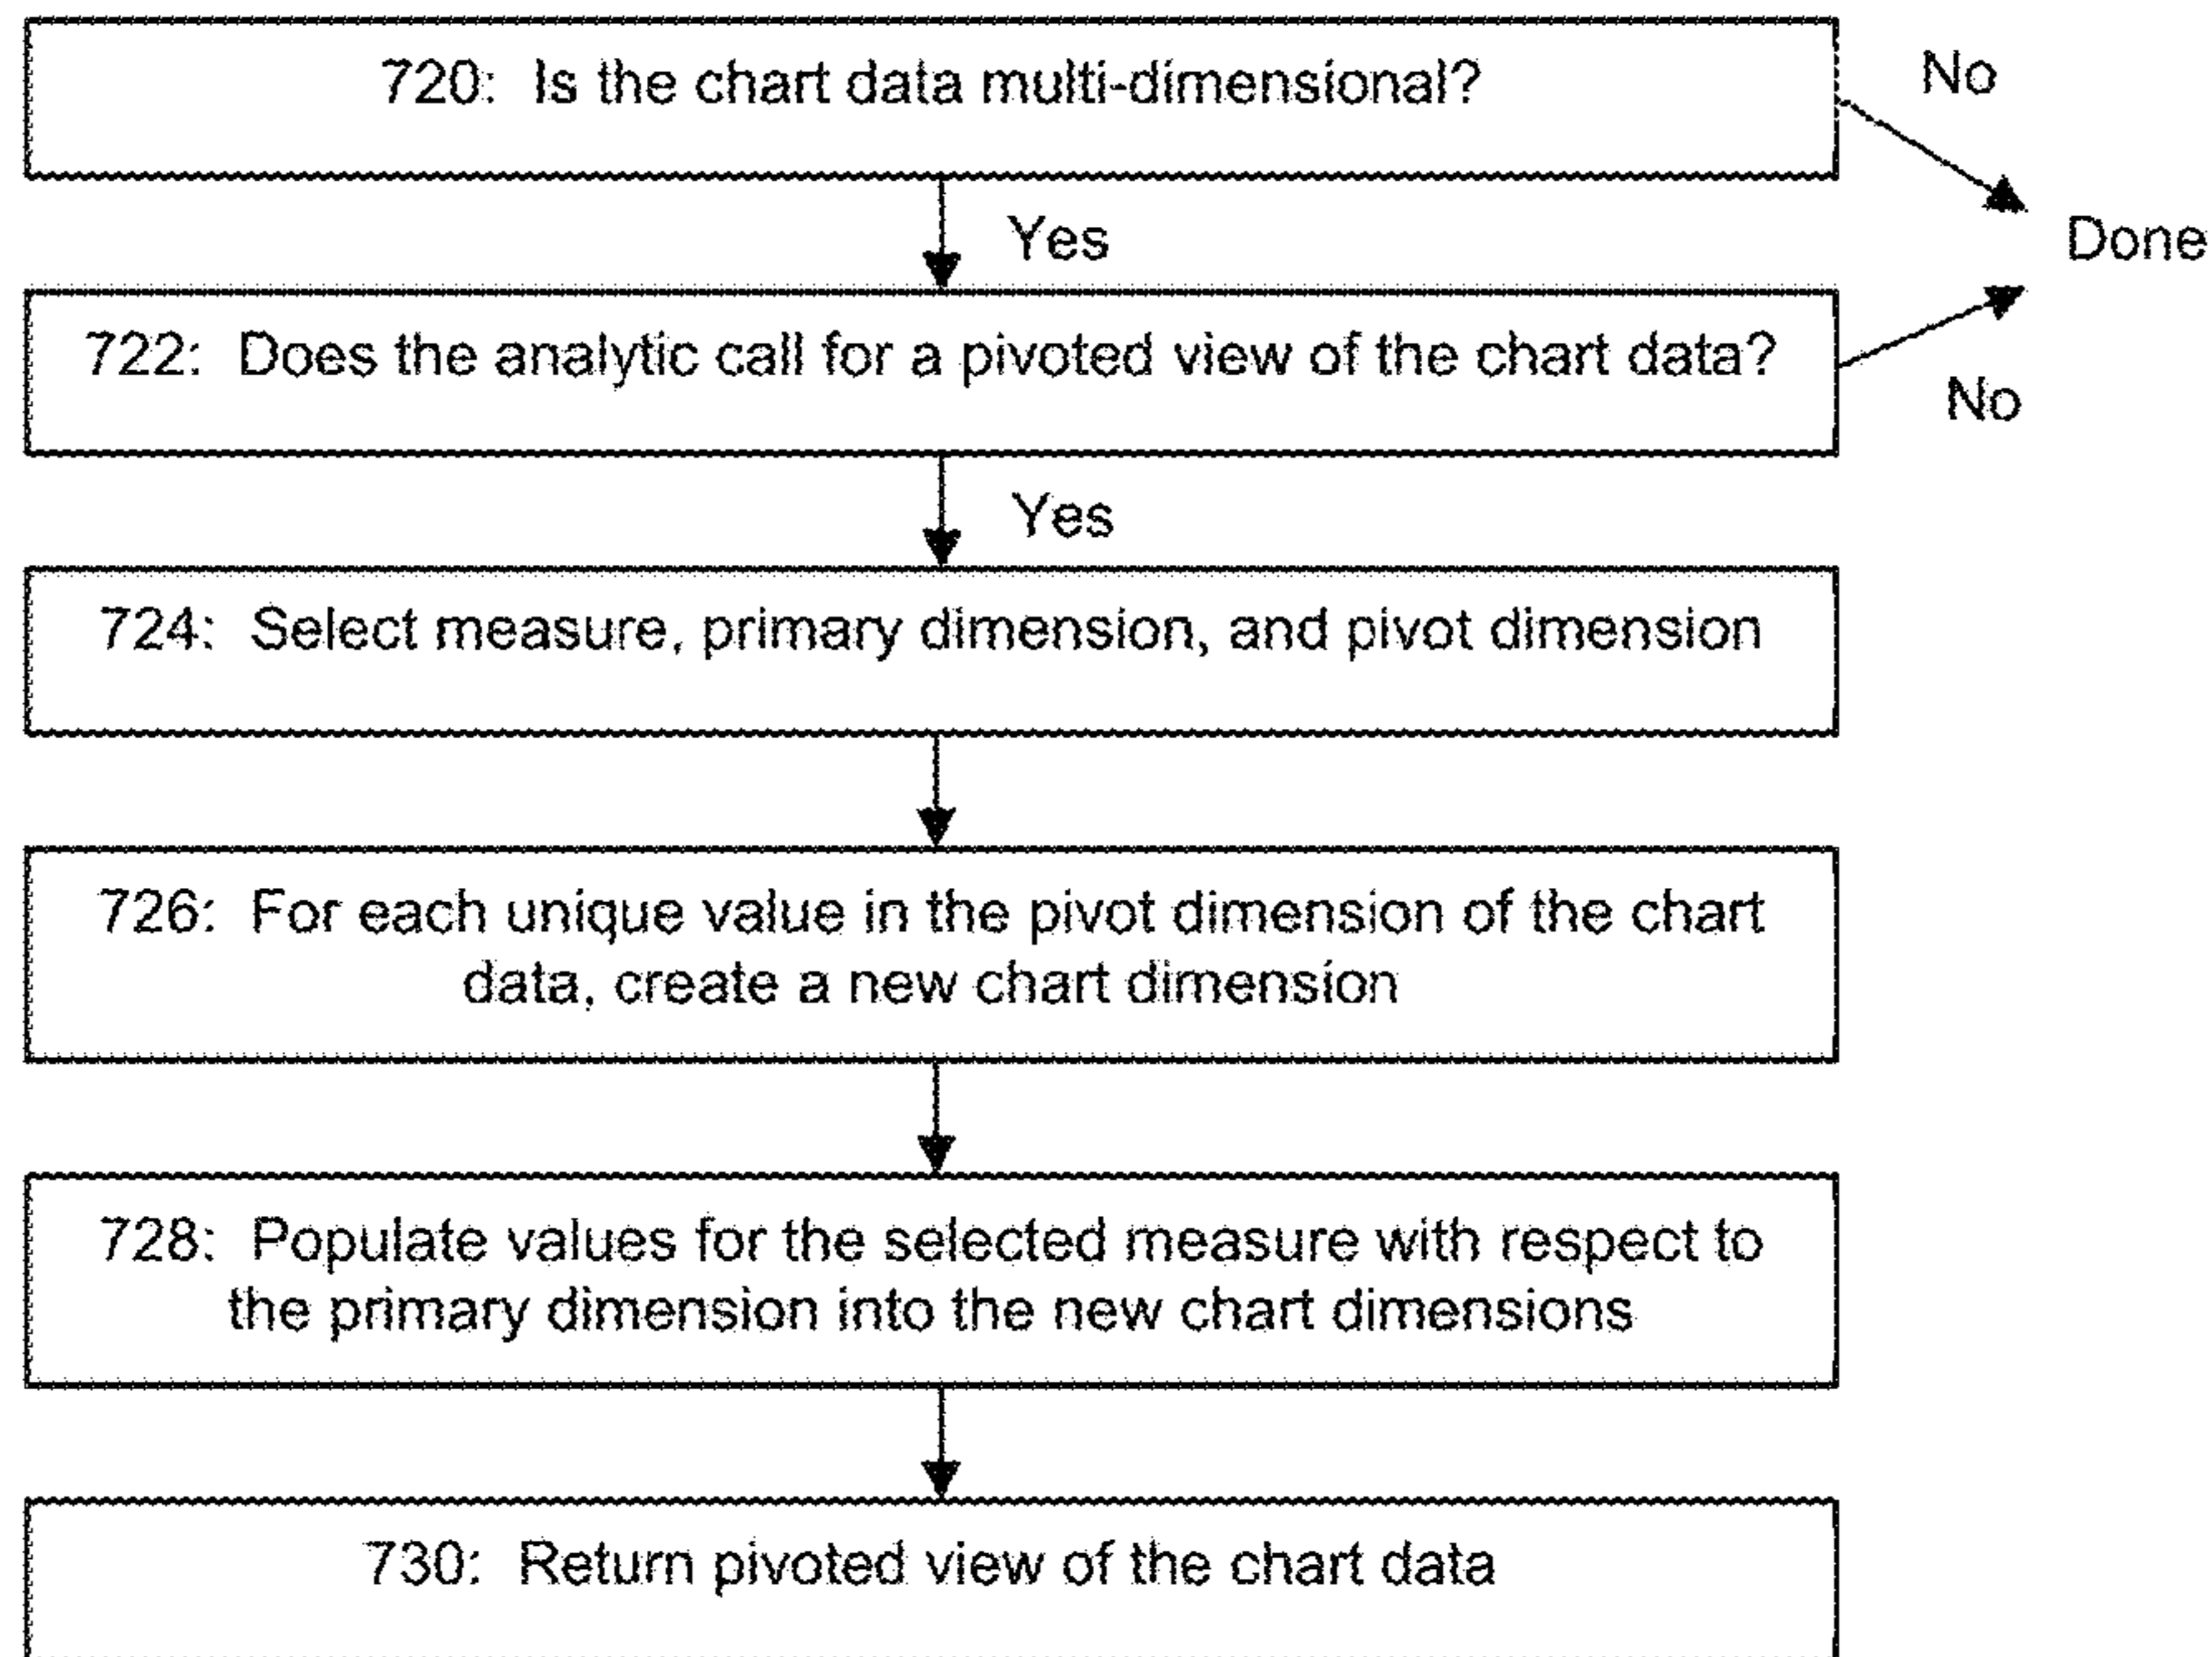 720: Is the chart data multi-dimensional?
No
Yes
Done
722: Does the analytic call for a pivoted view of the chart data?
No
Yes
724: Select measure, primary dimension, and pivot dimension
726: For each unique value in the pivot dimension of the chart
data, create a new chart dimension
728: Populate values for the selected measure with respect to
the primary dimension into the new chart dimensions
730: Return pivoted view of the chart data